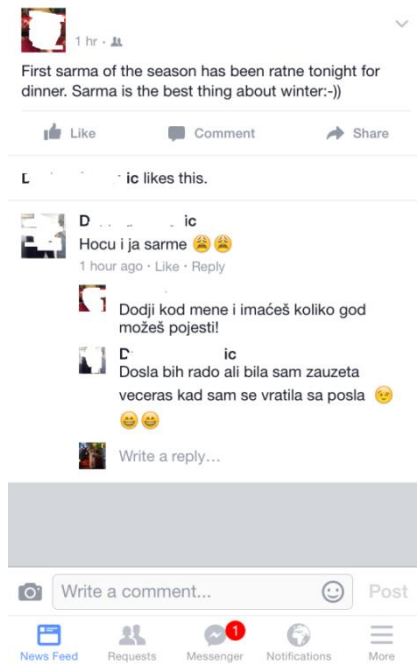 1 hr
First sarma of the season has been ratne tonight for
dinner. Sarma is the best thing about winter:-))
Like Comment Share
ic likes this.
D ic
Hocu i ja sarme 😩😩
1 hour ago · Like · Reply
Dodji kod mene i imaćeš koliko god
možeš pojesti!
D ic
Dosla bih rado ali bila sam zauzeta
veceras kad sam se vratila sa posla 😉
😄😄
Write a reply...
Write a comment... Post
1
News Feed Requests Messenger Notifications More